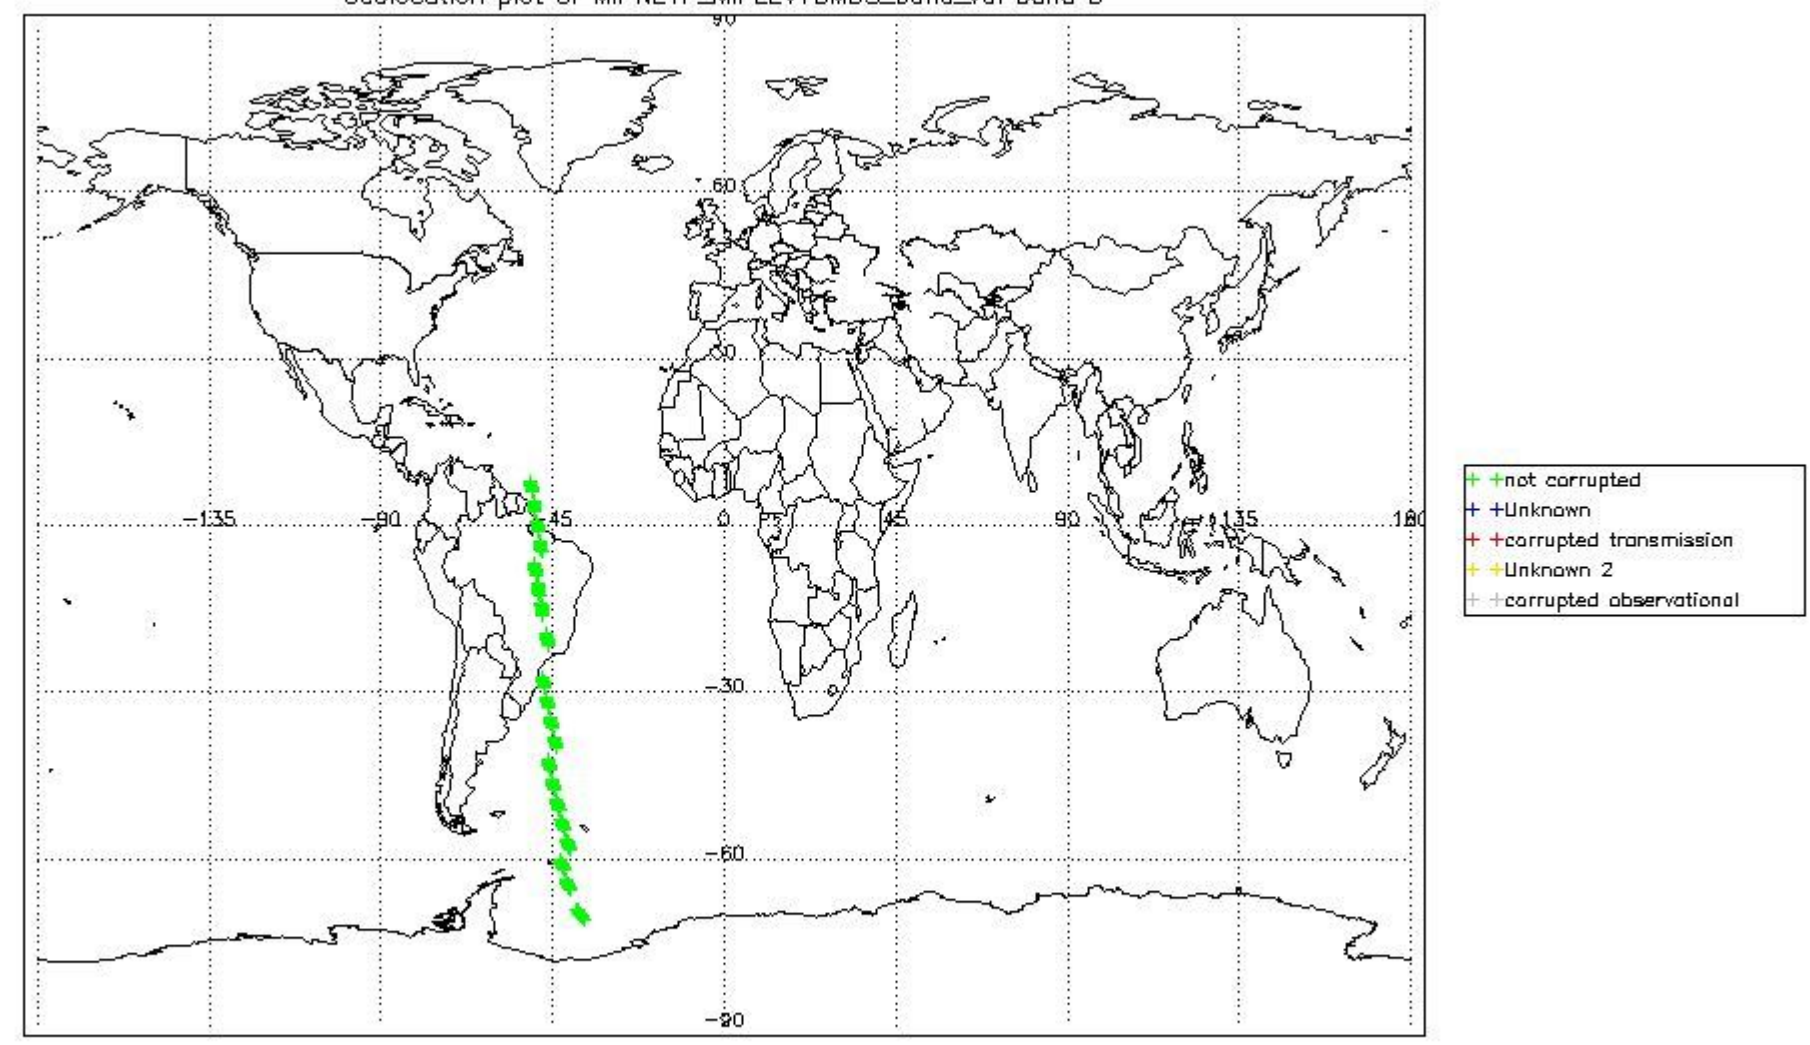 90
60
-135 -90 -45 0 45 90 135 180
-30
-60
-90
not corrupted
Unknown
corrupted transmission
Unknown 2
corrupted observational